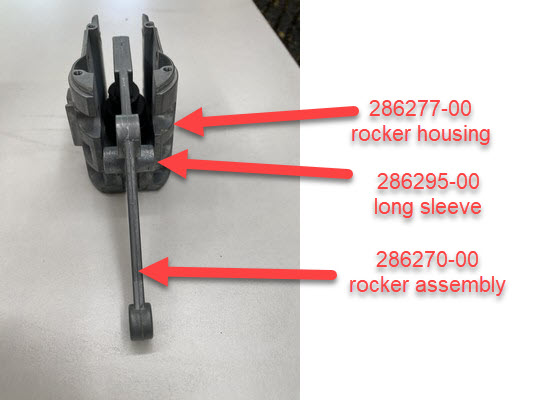 286277-00
rocker housing
286295-00
long sleeve
286270-00
rocker assembly